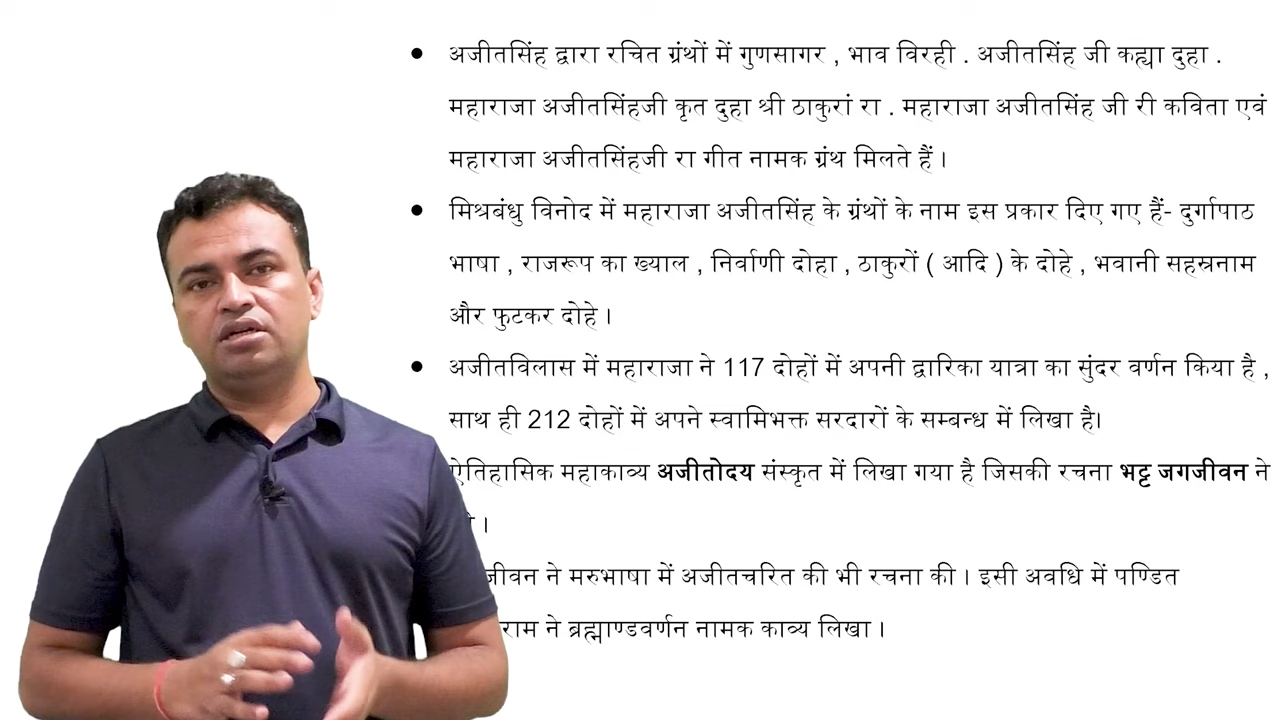 • अजीतसिंह द्वारा रचित ग्रंथों में गुणसागर , भाव विरही . अजीतसिंह जी कह्या दुहा .
महाराजा अजीतसिंहजी कृत दुहा श्री ठाकुरां रा . महाराजा अजीतसिंह जी री कविता एवं
महाराजा अजीतसिंहजी रा गीत नामक ग्रंथ मिलते हैं ।
• मिश्रबंधु विनोद में महाराजा अजीतसिंह के ग्रंथों के नाम इस प्रकार दिए गए हैं- दुर्गापाठ
भाषा , राजरूप का ख्याल , निर्वाणी दोहा , ठाकुरों ( आदि ) के दोहे , भवानी सहस्रनाम
और फुटकर दोहे ।
• अजीतविलास में महाराजा ने 117 दोहों में अपनी द्वारिका यात्रा का सुंदर वर्णन किया है ,
साथ ही 212 दोहों में अपने स्वामिभक्त सरदारों के सम्बन्ध में लिखा है।
ऐतिहासिक महाकाव्य अजीतोदय संस्कृत में लिखा गया है जिसकी रचना भट्ट जगजीवन ने
।
जीवन ने मरुभाषा में अजीतचरित की भी रचना की । इसी अवधि में पण्डित
राम ने ब्रह्माण्डवर्णन नामक काव्य लिखा ।